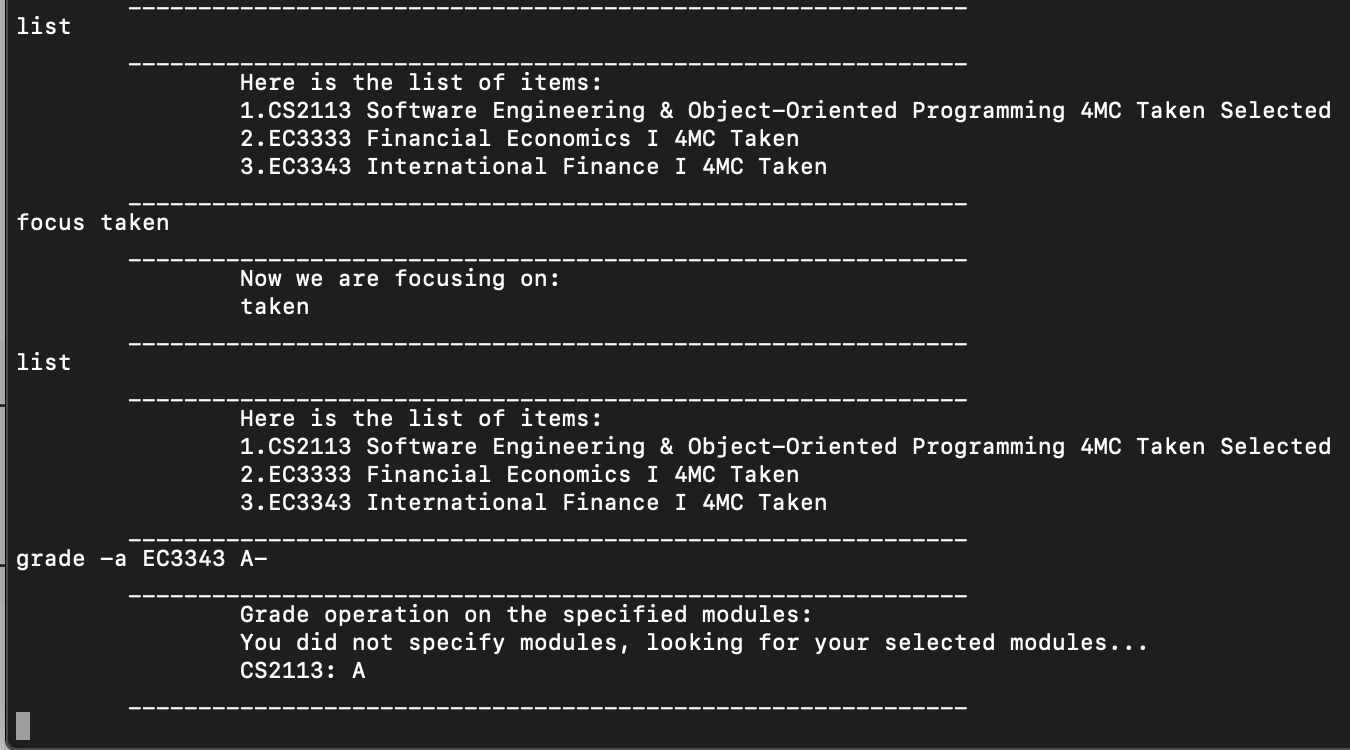 ____________________________________________________________
list
____________________________________________________________
Here is the list of items:
1.CS2113 Software Engineering & Object-Oriented Programming 4MC Taken Selected
2.EC3333 Financial Economics I 4MC Taken
3.EC3343 International Finance I 4MC Taken
____________________________________________________________
focus taken
____________________________________________________________
Now we are focusing on:
taken
____________________________________________________________
list
____________________________________________________________
Here is the list of items:
1.CS2113 Software Engineering & Object-Oriented Programming 4MC Taken Selected
2.EC3333 Financial Economics I 4MC Taken
3.EC3343 International Finance I 4MC Taken
____________________________________________________________
grade -a EC3343 A-
____________________________________________________________
Grade operation on the specified modules:
You did not specify modules, looking for your selected modules...
CS2113: A
____________________________________________________________